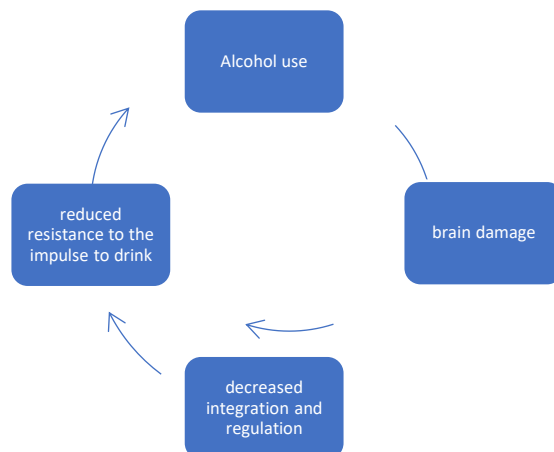 Alcohol use
brain damage
decreased
integration and
regulation
reduced
resistance to the
impulse to drink